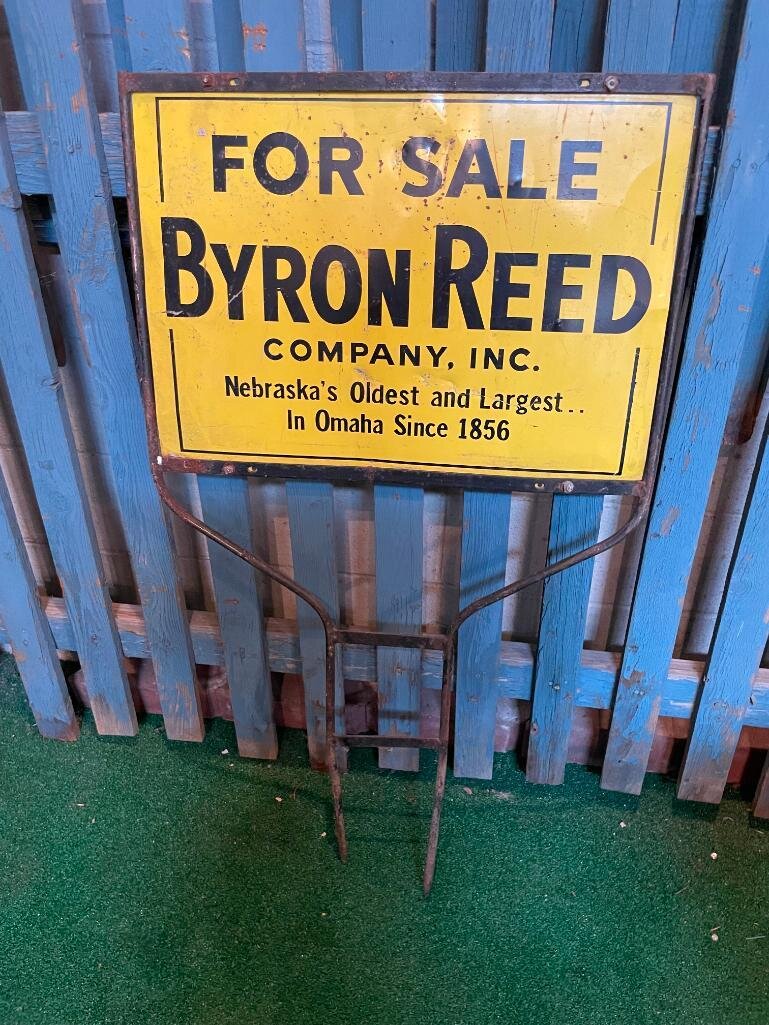 FOR SALE
BYRON REED
COMPANY, INC.
Nebraska's Oldest and Largest..
In Omaha Since 1856